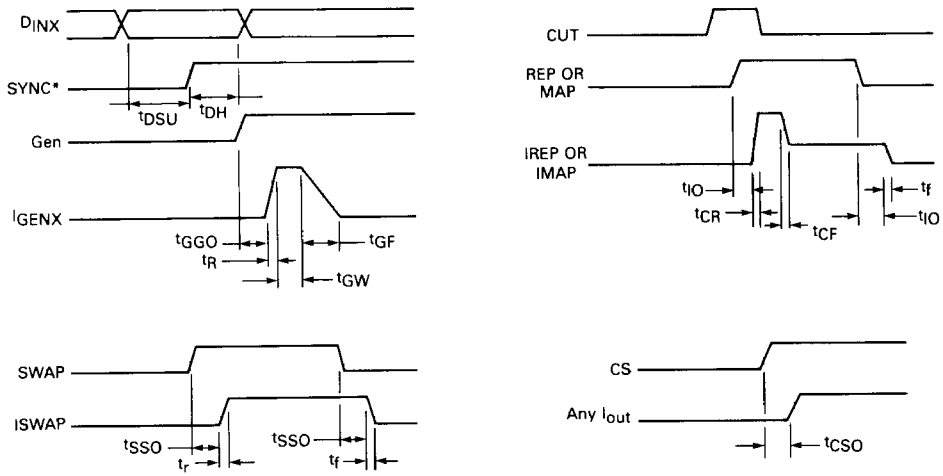 DINX
SYNC*
tDSU
tDH
Gen
IGENX
tGGO
tGF
tR
tGW
SWAP
ISWAP
tSSO
tSSO
tr
tf
CUT
REP OR
MAP
IREP OR
IMAP
tIO
tf
tCR
tIO
tCF
CS
Any Iout
tCSO